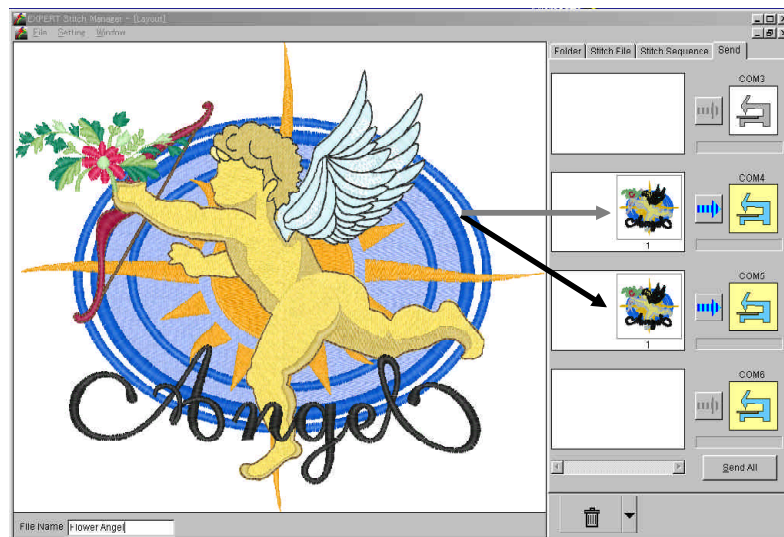 EXPERT Stitch Manager - [Layout]
File Setting Window
Folder Stitch File Stitch Sequence Send
COM3
COM4
1
COM5
1
COM6
Send All
Angel
File Name Flower Angel